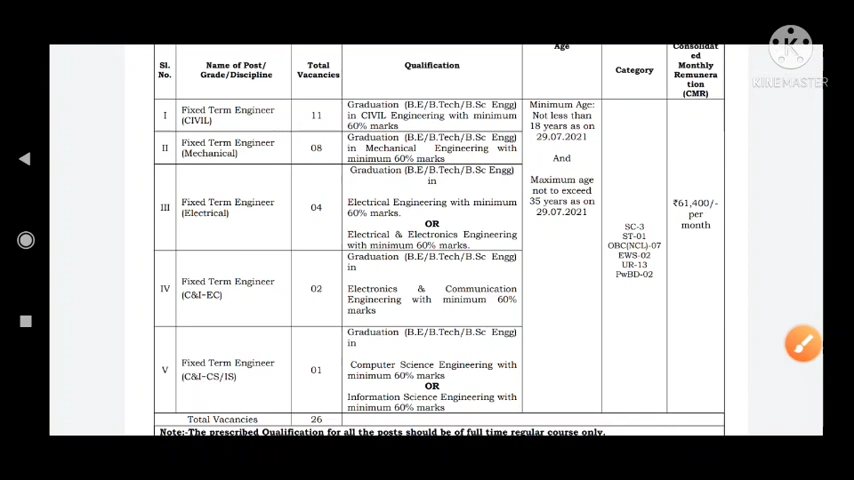 Age
Consolidat
ed
Monthly
Remunera
tion
(CMR)
Sl.
No.
Name of Post/
Grade/Discipline
Total
Vacancies
Qualification
Category
KINEMASTER
I
Fixed Term Engineer
(CIVIL)
11
Graduation (B.E/B.Tech/B.Sc Engg)
in CIVIL Engineering with minimum
60% marks
Minimum Age:
Not less than
18 years as on
29.07.2021
And
Maximum age
not to exceed
35 years as on
29.07.2021
SC-3
ST-01
OBC(NCL)-07
EWS-02
UR-13
PwBD-02
₹61,400/-
per
month
II
Fixed Term Engineer
(Mechanical)
08
Graduation (B.E/B.Tech/B.Sc Engg)
in Mechanical Engineering with
minimum 60% marks
III
Fixed Term Engineer
(Electrical)
04
Graduation (B.E/B.Tech/B.Sc Engg)
in
Electrical Engineering with minimum
60% marks.
OR
Electrical & Electronics Engineering
with minimum 60% marks.
IV
Fixed Term Engineer
(C&I-EC)
02
Graduation (B.E/B.Tech/B.Sc Engg)
in
Electronics & Communication
Engineering with minimum 60%
marks
V
Fixed Term Engineer
(C&I-CS/IS)
01
Graduation (B.E/B.Tech/B.Sc Engg)
in
Computer Science Engineering with
minimum 60% marks
OR
Information Science Engineering with
minimum 60% marks
Total Vacancies 26
Note:-The prescribed Qualification for all the posts should be of full time regular course only.